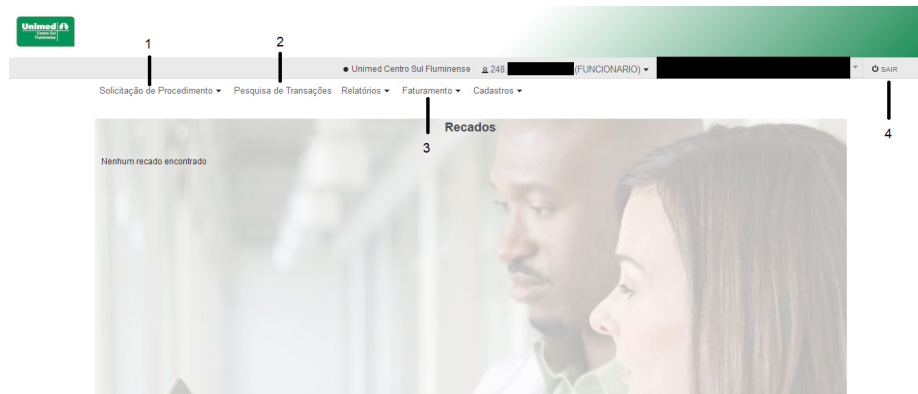 Unimed
Centro Sul
Fluminense
1
2
Unimed Centro Sul Fluminense 248 (FUNCIONARIO) SAIR
Solicitação de Procedimento Pesquisa de Transações Relatórios Faturamento Cadastros
4
3
Recados
Nenhum recado encontrado